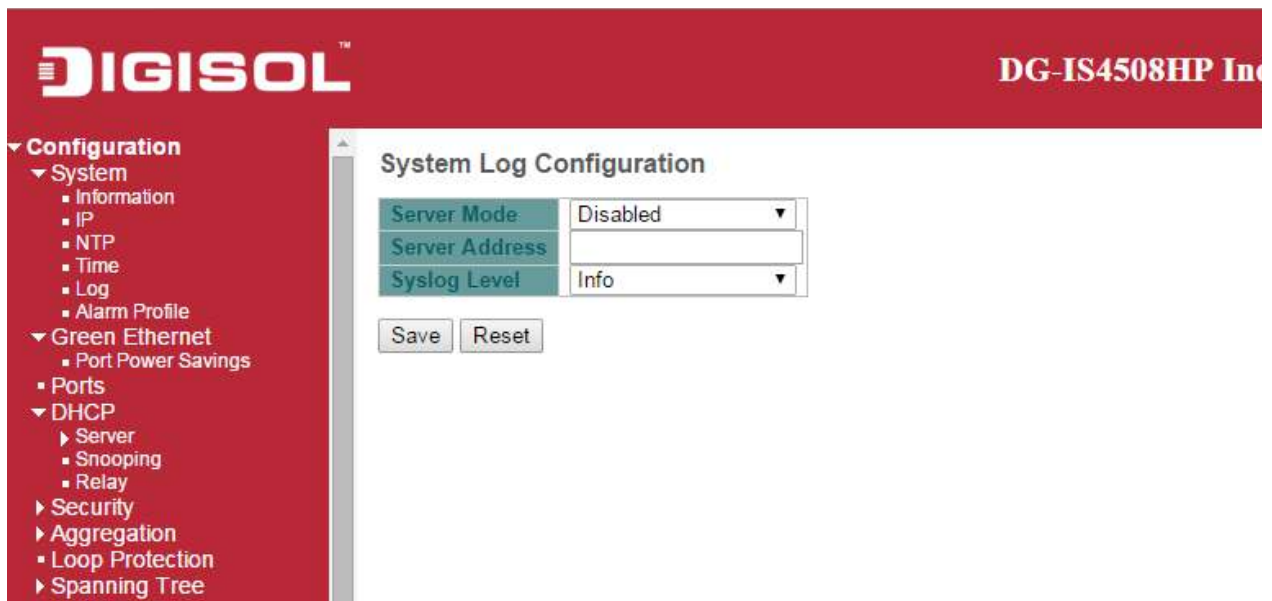 DIGISOL™
DG-IS4508HP
Configuration
System
Information
IP
NTP
Time
Log
Alarm Profile
Green Ethernet
Port Power Savings
Ports
DHCP
Server
Snooping
Relay
Security
Aggregation
Loop Protection
Spanning Tree
System Log Configuration
Server Mode Disabled
Server Address
Syslog Level Info
Save Reset